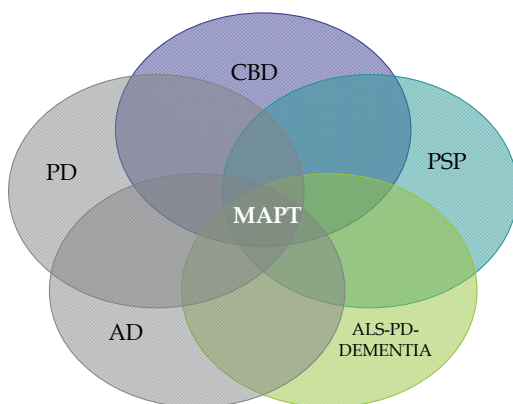 CBD
PD
PSP
MAPT
AD
ALS-PD-
DEMENTIA